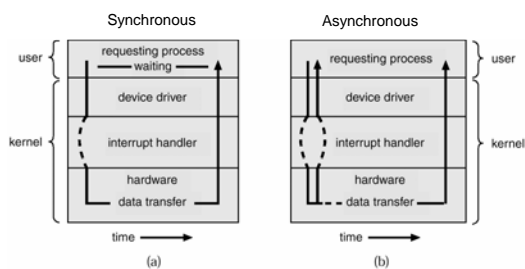 Synchronous
Asynchronous
user
requesting process
waiting
device driver
kernel
interrupt handler
hardware
data transfer
time
(a)
requesting process
user
device driver
interrupt handler
kernel
hardware
data transfer
time
(b)